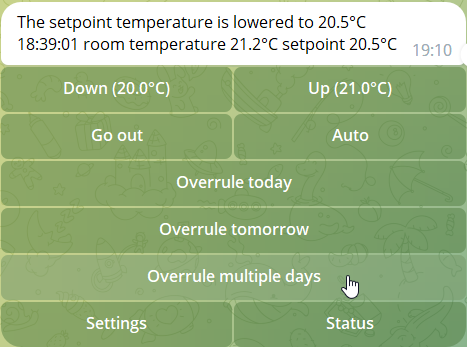 The setpoint temperature is lowered to 20.5°C
18:39:01 room temperature 21.2°C setpoint 20.5°C 19:10
Down (20.0°C) Up (21.0°C)
Go out Auto
Overrule today
Overrule tomorrow
Overrule multiple days
Settings Status